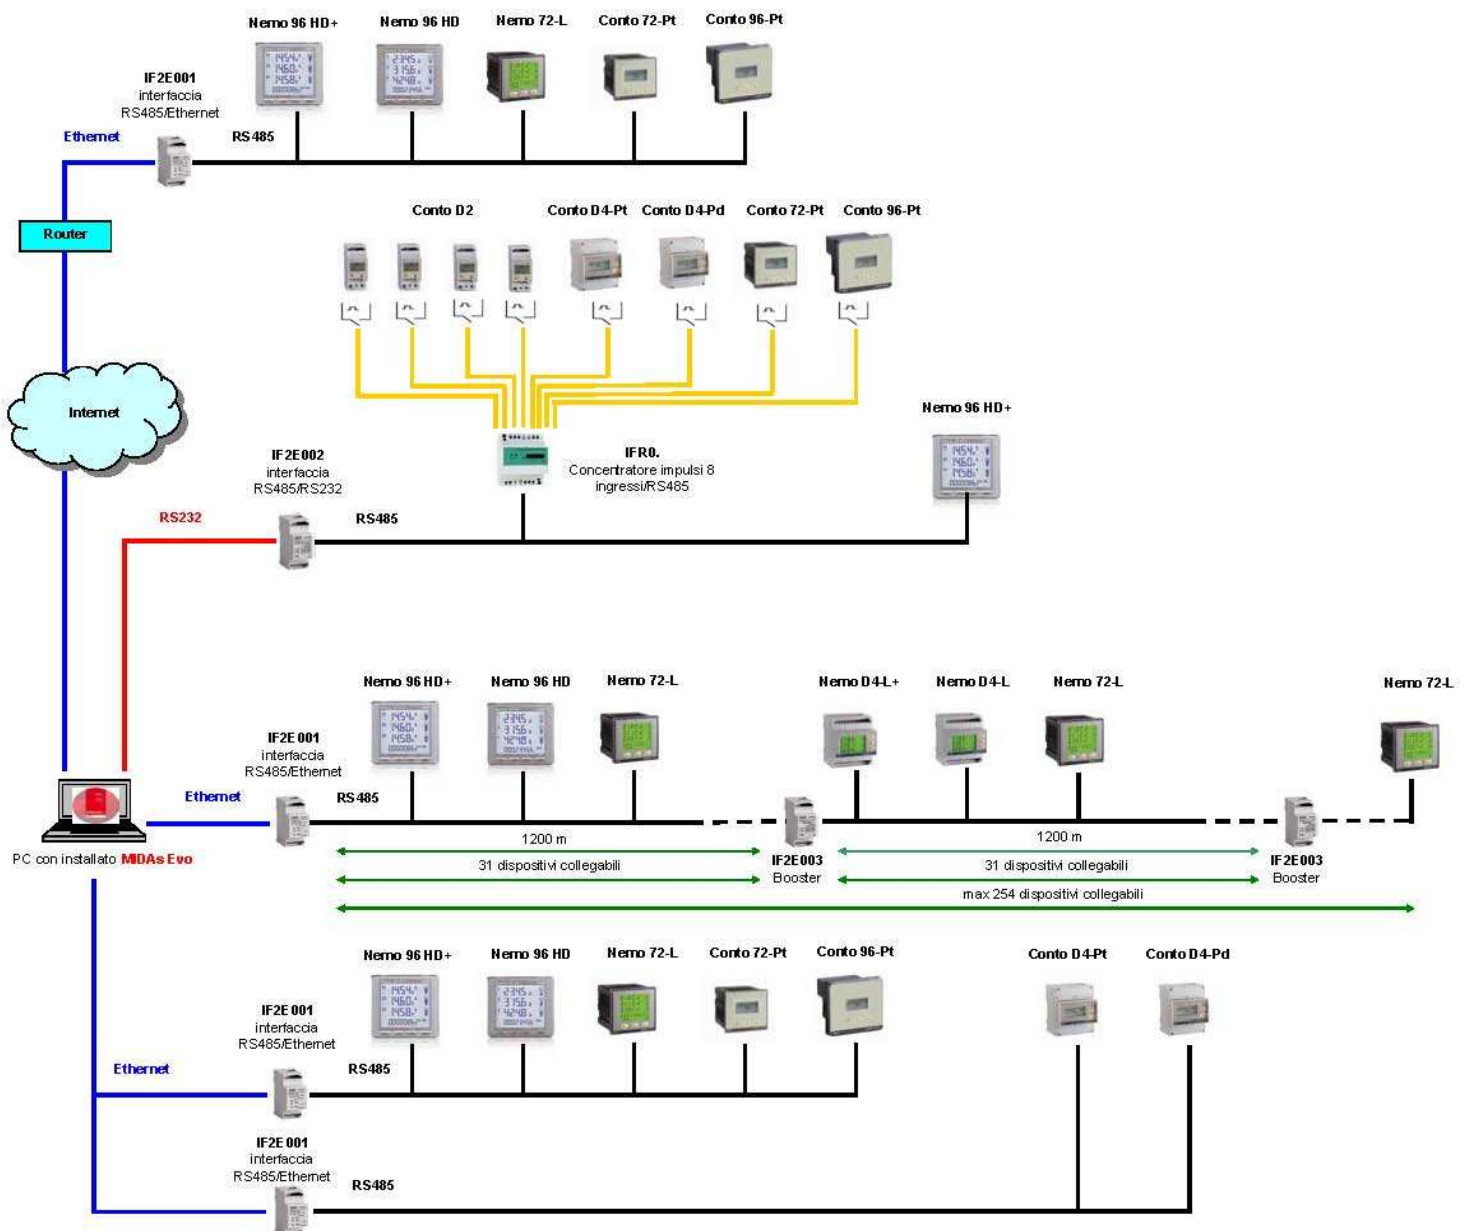 Nemo 96 HD+ Nemo 96 HD Nemo 72-L Conto 72-Pt Conto 96-Pt
IF2E001
interfaccia
RS485/Ethernet
Ethernet RS485
Router
Conto D2 Conto D4-Pt Conto D4-Pd Conto 72-Pt Conto 96-Pt
Internet
Nemo 96 HD+
IF2E002
interfaccia
RS485/RS232
IFR0.
Concentratore impulsi 8
ingressi/RS485
RS232 RS485
Nemo 96 HD+ Nemo 96 HD Nemo 72-L Nemo D4-L+ Nemo D4-L Nemo 72-L Nemo 72-L
IF2E001
interfaccia
RS485/Ethernet
Ethernet RS485
PC con installato MIDAs Evo
1200 m 1200 m
31 dispositivi collegabili 31 dispositivi collegabili
IF2E003
Booster
IF2E003
Booster
max 254 dispositivi collegabili
Nemo 96 HD+ Nemo 96 HD Nemo 72-L Conto 72-Pt Conto 96-Pt Conto D4-Pt Conto D4-Pd
IF2E001
interfaccia
RS485/Ethernet
Ethernet RS485
IF2E001
interfaccia
RS485/Ethernet
RS485